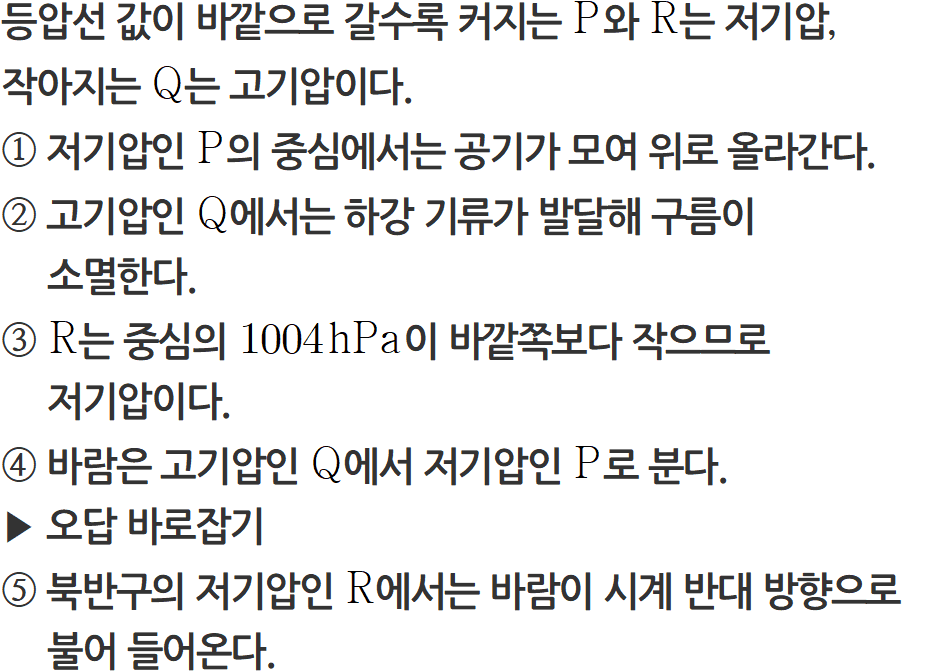 등압선 값이 바깥으로 갈수록 커지는 P와 R는 저기압,
작아지는 Q는 고기압이다.
① 저기압인 P의 중심에서는 공기가 모여 위로 올라간다.
② 고기압인 Q에서는 하강 기류가 발달해 구름이
소멸한다.
③ R는 중심의 1004hPa이 바깥쪽보다 작으므로
저기압이다.
④ 바람은 고기압인 Q에서 저기압인 P로 분다.
▶ 오답 바로잡기
⑤ 북반구의 저기압인 R에서는 바람이 시계 반대 방향으로
불어 들어온다.